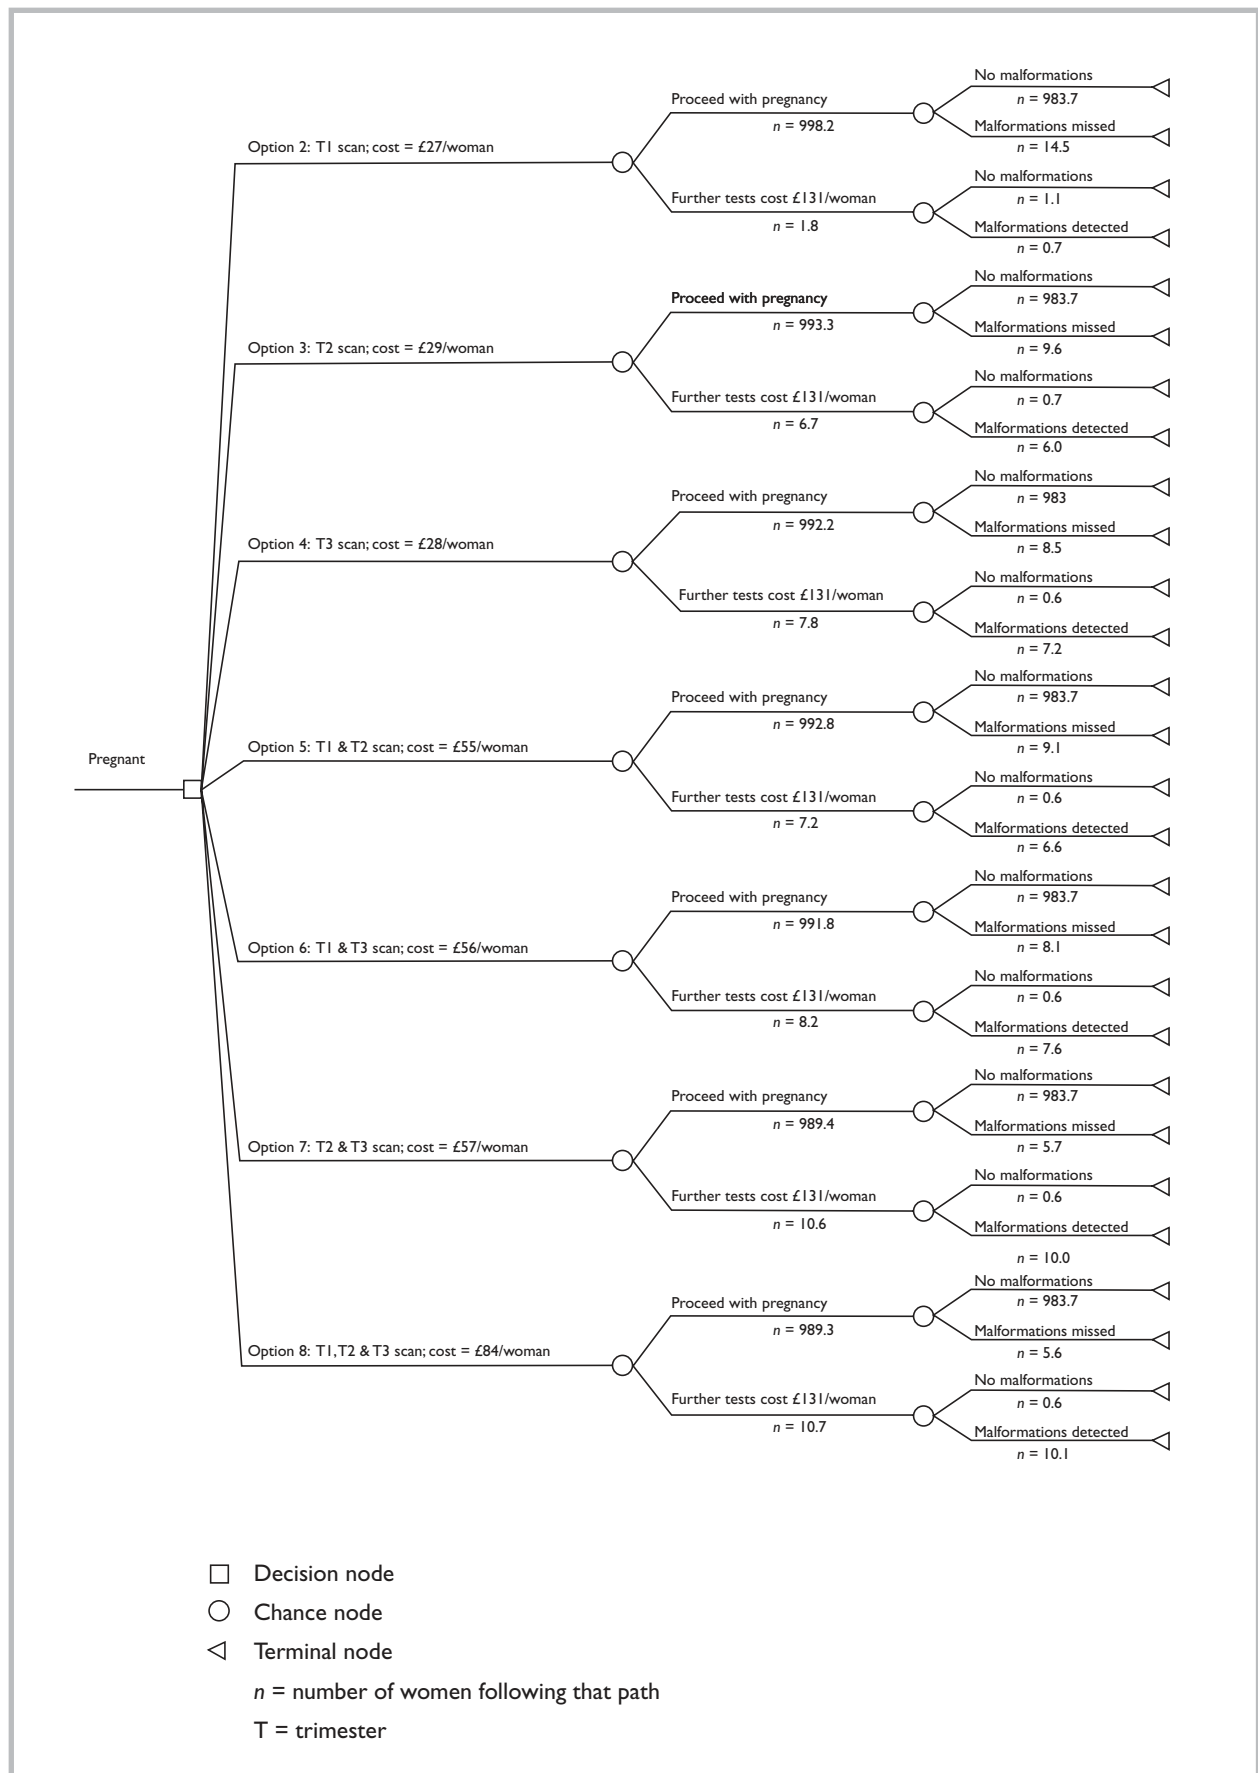 No malformations
n = 983.7
Proceed with pregnancy
n = 998.2
Malformations missed
n = 14.5
Option 2: T1 scan; cost = £27/woman
No malformations
n = 1.1
Further tests cost £131/woman
n = 1.8
Malformations detected
n = 0.7
No malformations
n = 983.7
Proceed with pregnancy
n = 993.3
Malformations missed
n = 9.6
Option 3: T2 scan; cost = £29/woman
No malformations
n = 0.7
Further tests cost £131/woman
n = 6.7
Malformations detected
n = 6.0
No malformations
n = 983
Proceed with pregnancy
n = 992.2
Malformations missed
n = 8.5
Option 4: T3 scan; cost = £28/woman
No malformations
n = 0.6
Further tests cost £131/woman
n = 7.8
Malformations detected
n = 7.2
No malformations
n = 983.7
Proceed with pregnancy
n = 992.8
Malformations missed
n = 9.1
Option 5: T1 & T2 scan; cost = £55/woman
Pregnant
No malformations
n = 0.6
Further tests cost £131/woman
n = 7.2
Malformations detected
n = 6.6
No malformations
n = 983.7
Proceed with pregnancy
n = 991.8
Malformations missed
n = 8.1
Option 6: T1 & T3 scan; cost = £56/woman
No malformations
n = 0.6
Further tests cost £131/woman
n = 8.2
Malformations detected
n = 7.6
No malformations
n = 983.7
Proceed with pregnancy
n = 989.4
Malformations missed
n = 5.7
Option 7: T2 & T3 scan; cost = £57/woman
No malformations
n = 0.6
Further tests cost £131/woman
n = 10.6
Malformations detected
n = 10.0
No malformations
n = 983.7
Proceed with pregnancy
n = 989.3
Malformations missed
n = 5.6
Option 8: T1, T2 & T3 scan; cost = £84/woman
No malformations
n = 0.6
Further tests cost £131/woman
n = 10.7
Malformations detected
n = 10.1
Decision node
Chance node
Terminal node
n = number of women following that path
T = trimester